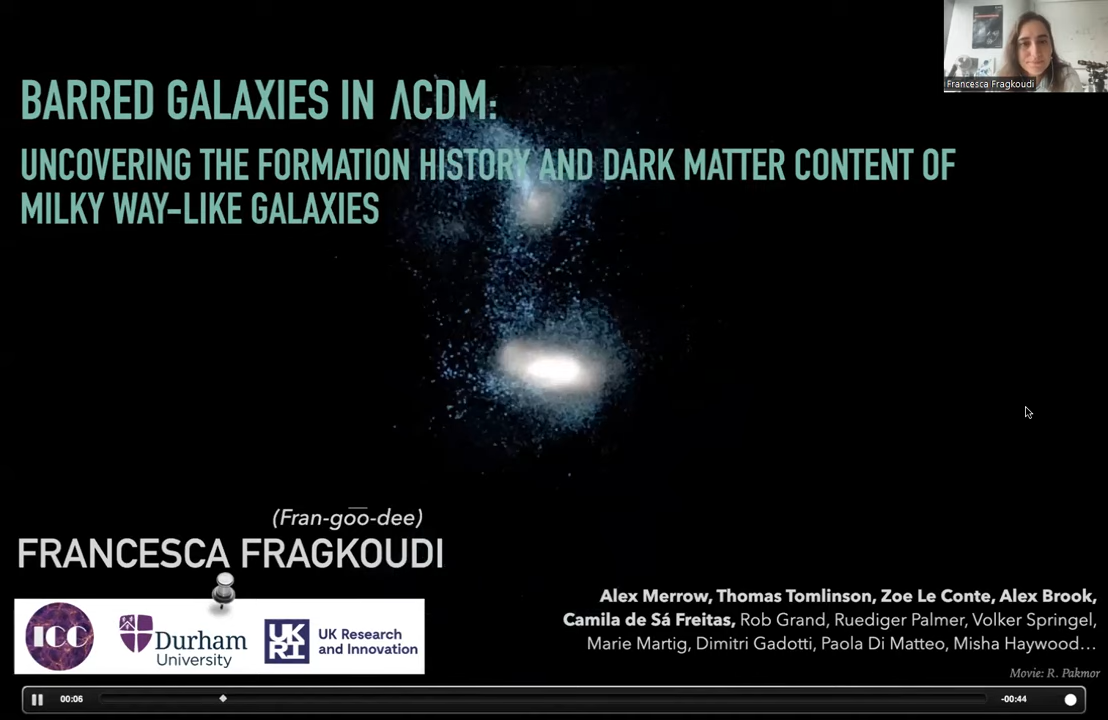 Francesca Fragkoudi
BARRED GALAXIES IN ΛCDM:
UNCOVERING THE FORMATION HISTORY AND DARK MATTER CONTENT OF
MILKY WAY-LIKE GALAXIES
(Fran-go͞o-dee)
FRANCESCA FRAGKOUDI
ICC
Durham
University
UK
RI
UK Research
and Innovation
Alex Merrow, Thomas Tomlinson, Zoe Le Conte, Alex Brook,
Camila de Sá Freitas, Rob Grand, Ruediger Palmer, Volker Springel,
Marie Martig, Dimitri Gadotti, Paola Di Matteo, Misha Haywood…
Movie: R. Pakmor
00:06
-00:44